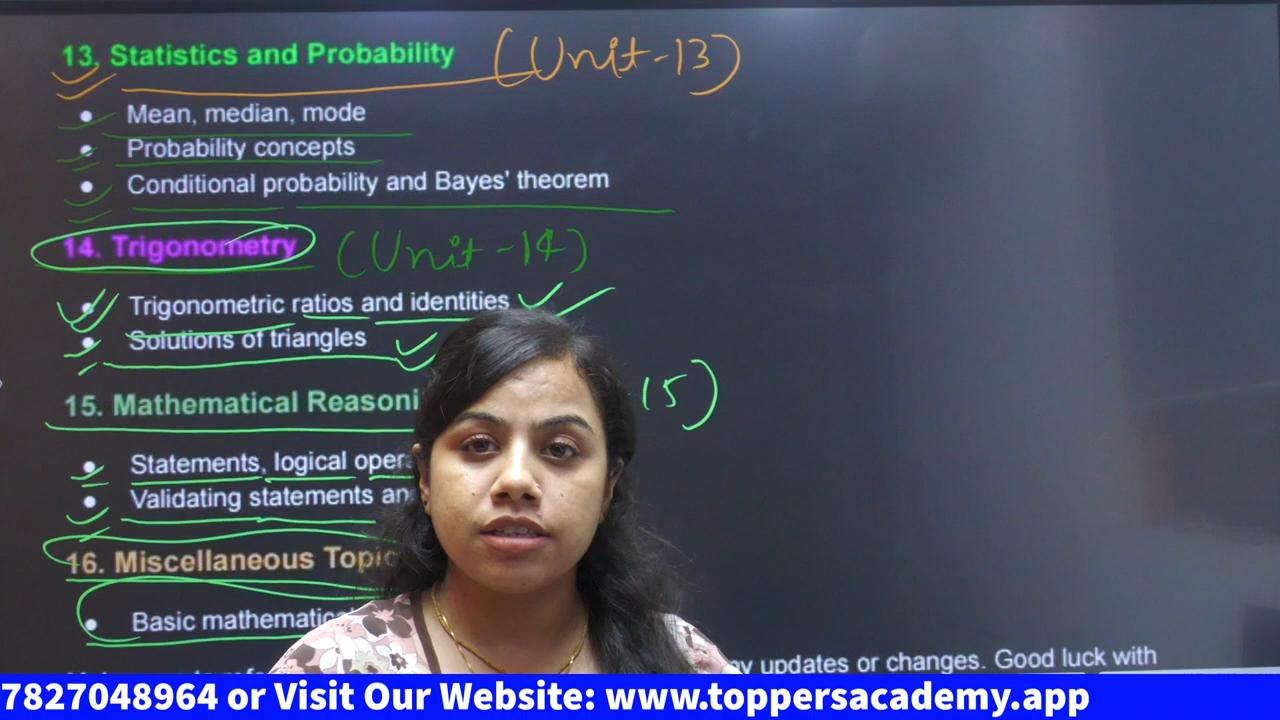 13. Statistics and Probability (Unit-13)
Mean, median, mode
Probability concepts
Conditional probability and Bayes' theorem
14. Trigonometry (Unit-14)
Trigonometric ratios and identities
Solutions of triangles
15. Mathematical Reasoni 15)
Statements, logical oper
Validating statements an
16. Miscellaneous Topic
Basic mathematica
y updates or changes. Good luck with
7827048964 or Visit Our Website: www.toppersacademy.app